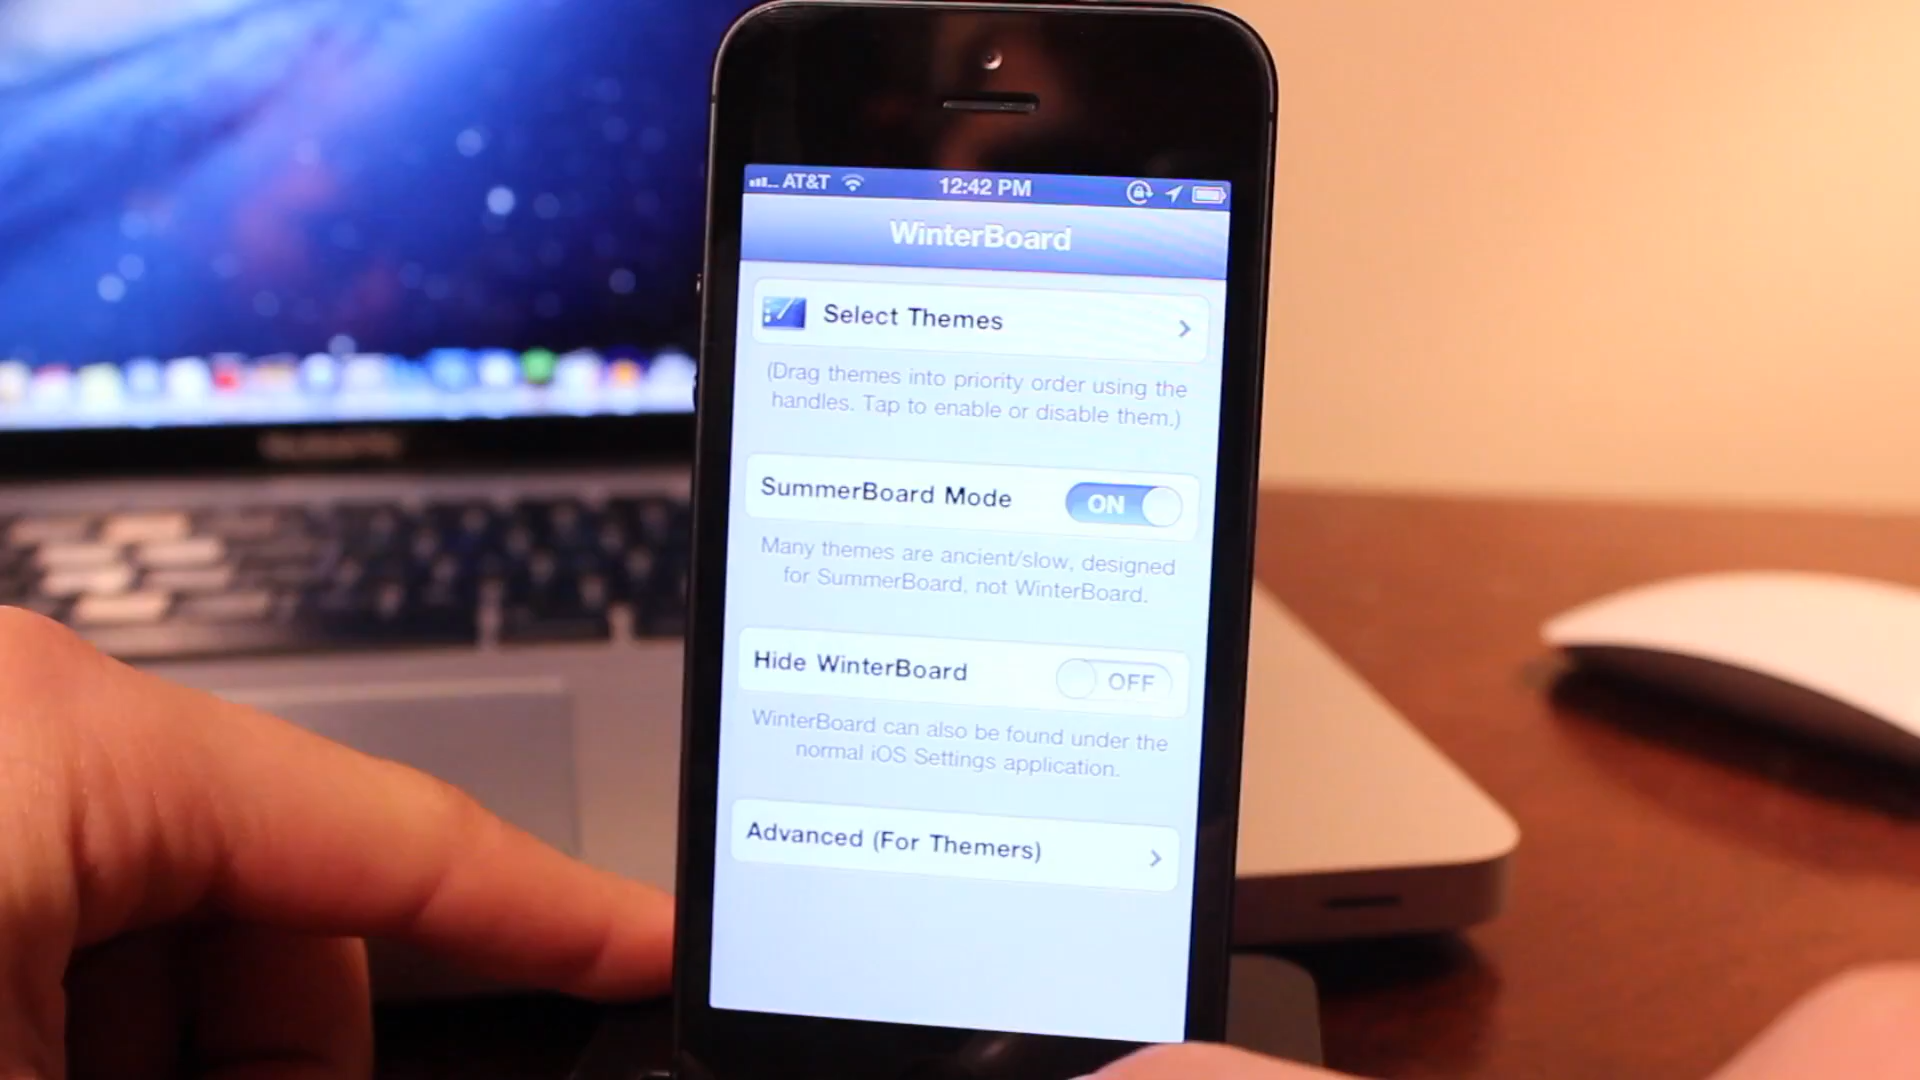 AT&T 12:42 PM
WinterBoard
Select Themes
(Drag themes into priority order using the
handles. Tap to enable or disable them.)
SummerBoard Mode ON
Many themes are ancient/slow, designed
for SummerBoard, not WinterBoard.
Hide WinterBoard OFF
WinterBoard can also be found under the
normal iOS Settings application.
Advanced (For Themers)